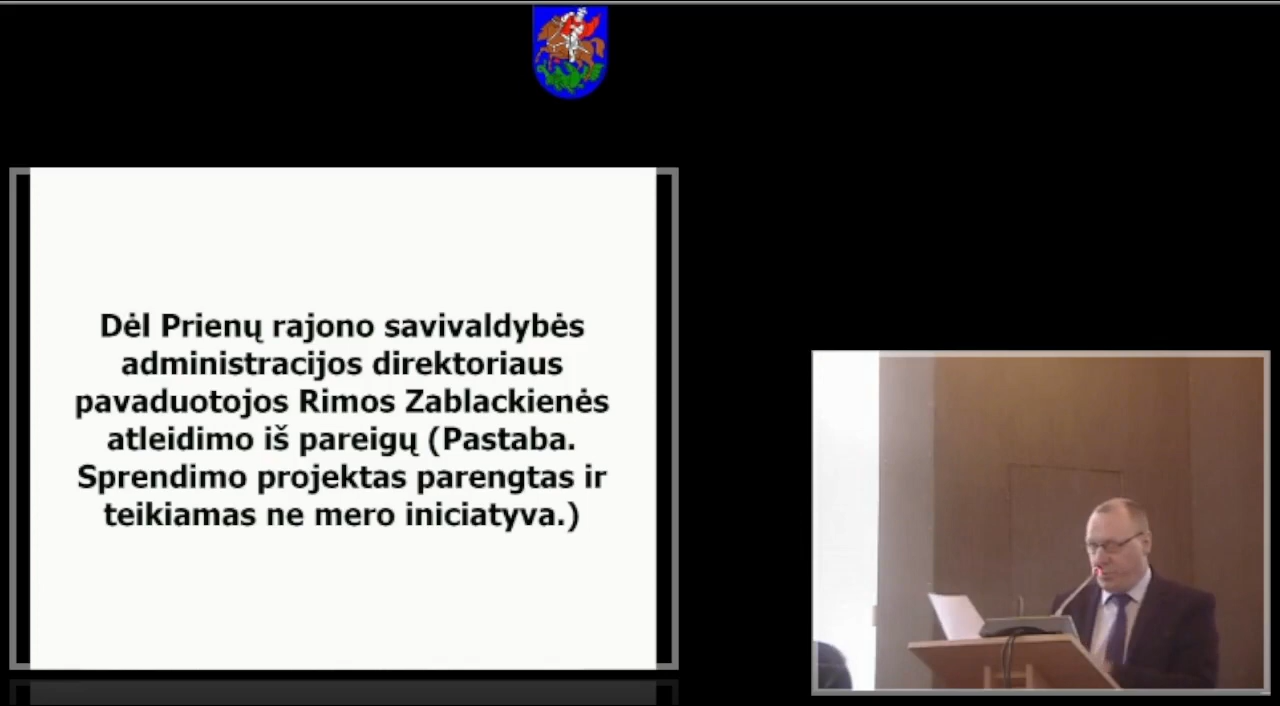 Dėl Prienų rajono savivaldybės
administracijos direktoriaus
pavaduotojos Rimos Zablackienės
atleidimo iš pareigų (Pastaba.
Sprendimo projektas parengtas ir
teikiamas ne mero iniciatyva.)